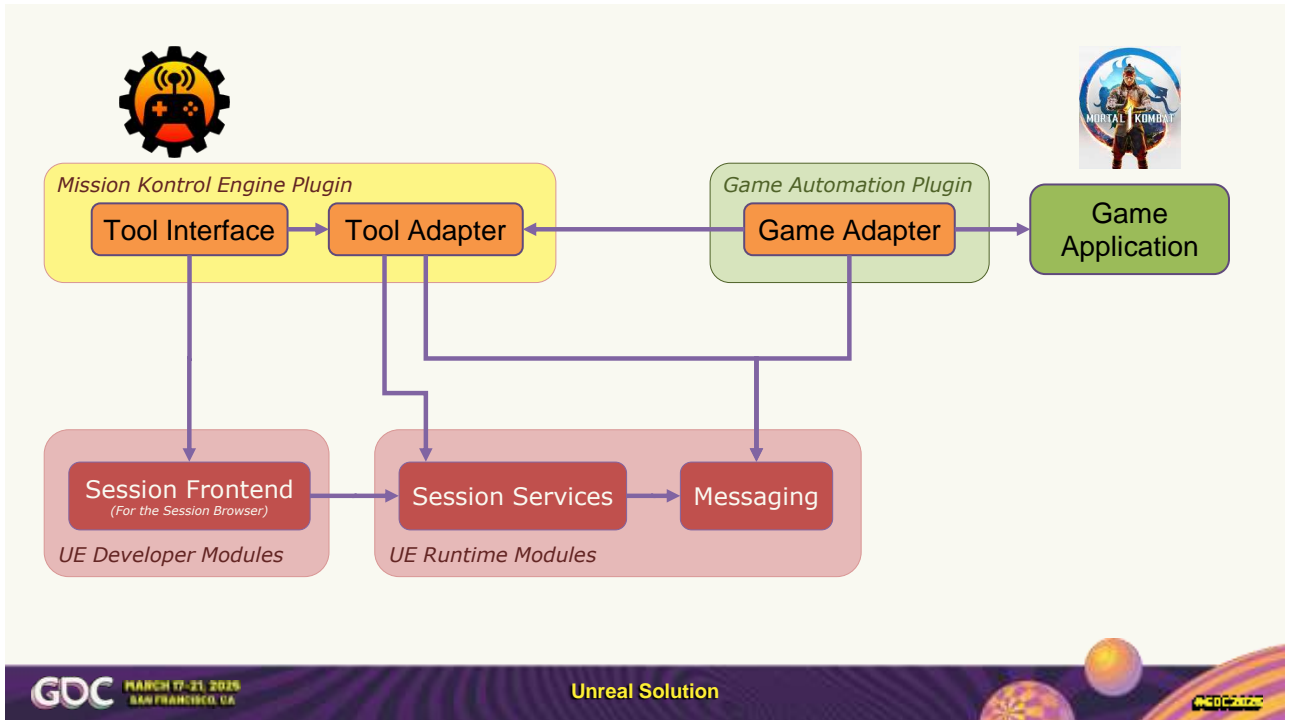 MORTAL KOMBAT
Mission Kontrol Engine Plugin
Tool Interface
Tool Adapter
Game Automation Plugin
Game Adapter
Game
Application
Session Frontend
(For the Session Browser)
UE Developer Modules
Session Services
Messaging
UE Runtime Modules
GDC
MARCH 17-21, 2025
SAN FRANCISCO, CA
Unreal Solution
#GDC2025